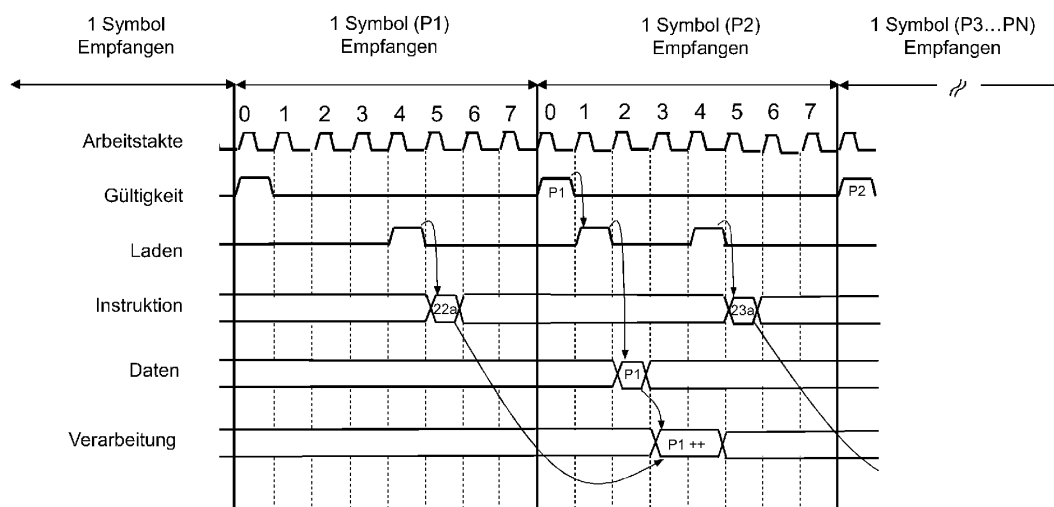 1 Symbol
Empfangen
1 Symbol (P1)
Empfangen
1 Symbol (P2)
Empfangen
1 Symbol (P3...PN)
Empfangen
0 1 2 3 4 5 6 7 0 1 2 3 4 5 6 7
Arbeitstakte
Gültigkeit P1 P2
Laden
Instruktion 22a 23a
Daten P1
Verarbeitung P1 ++